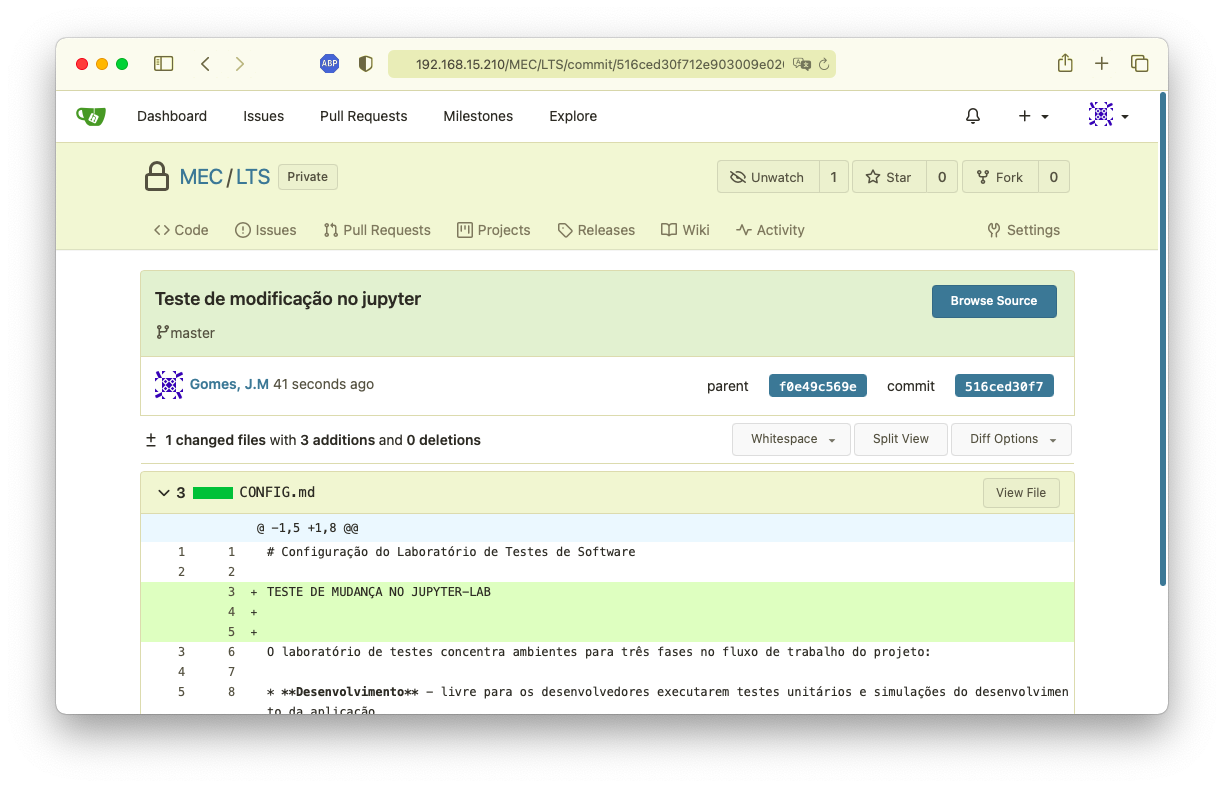 ABP 192.168.15.210/MEC/LTS/commit/516ced30f712e903009e02
Dashboard Issues Pull Requests Milestones Explore
MEC/LTS Private Unwatch 1 Star 0 Fork 0
Code Issues Pull Requests Projects Releases Wiki Activity Settings
Teste de modificação no jupyter Browse Source
master
Gomes, J.M 41 seconds ago parent f0e49c569e commit 516ced30f7
1 changed files with 3 additions and 0 deletions Whitespace Split View Diff Options
3 CONFIG.md View File
@ -1,5 +1,8 @@
1 1 # Configuração do Laboratório de Testes de Software
2 2
3 + TESTE DE MUDANÇA NO JUPYTER-LAB
4 +
5 +
3 6 O laboratório de testes concentra ambientes para três fases no fluxo de trabalho do projeto:
4 7
5 8 * **Desenvolvimento** - livre para os desenvolvedores executarem testes unitários e simulações do desenvolvimen
to da aplicação